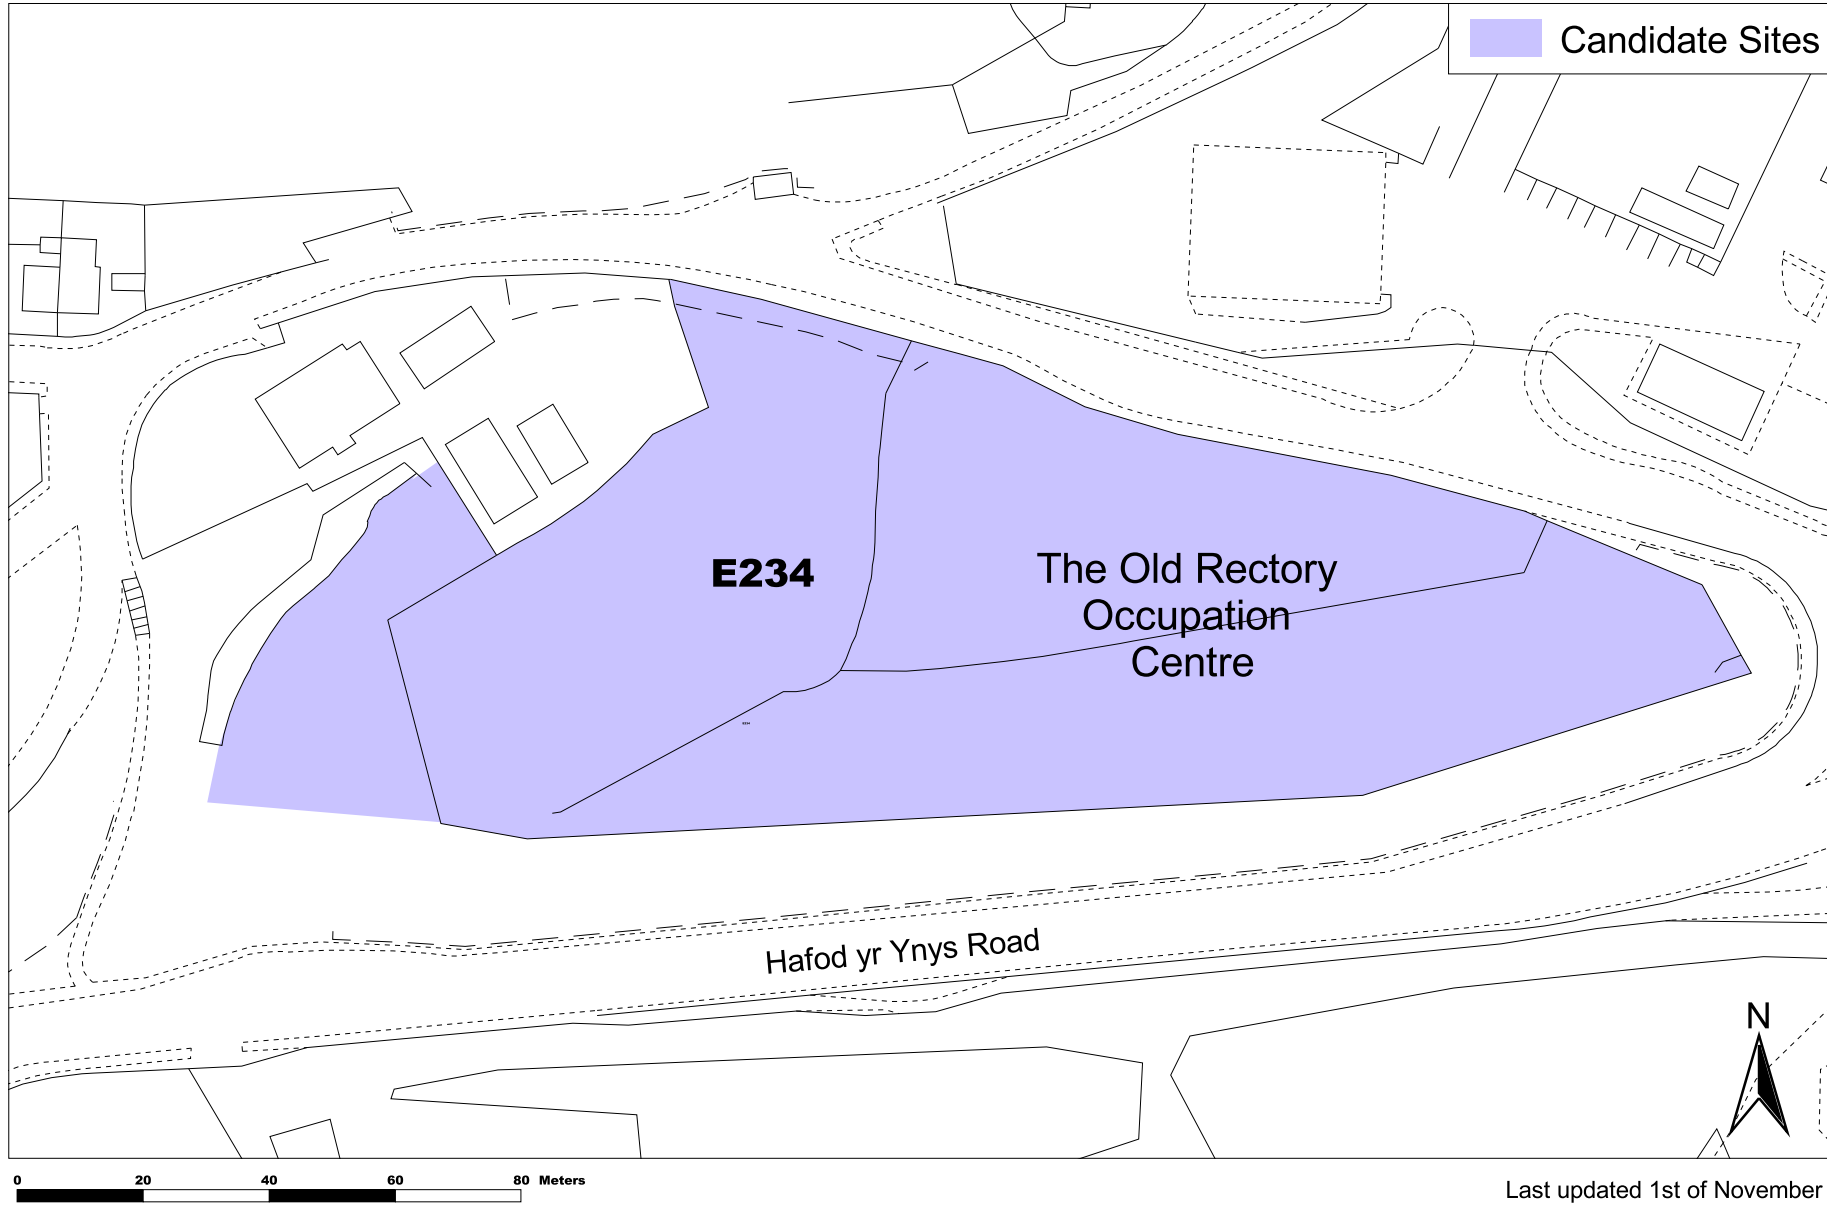 Candidate Sites
E234
The Old Rectory
Occupation
Centre
Hafod yr Ynys Road
N
0 20 40 60 80 Meters
Last updated 1st of November